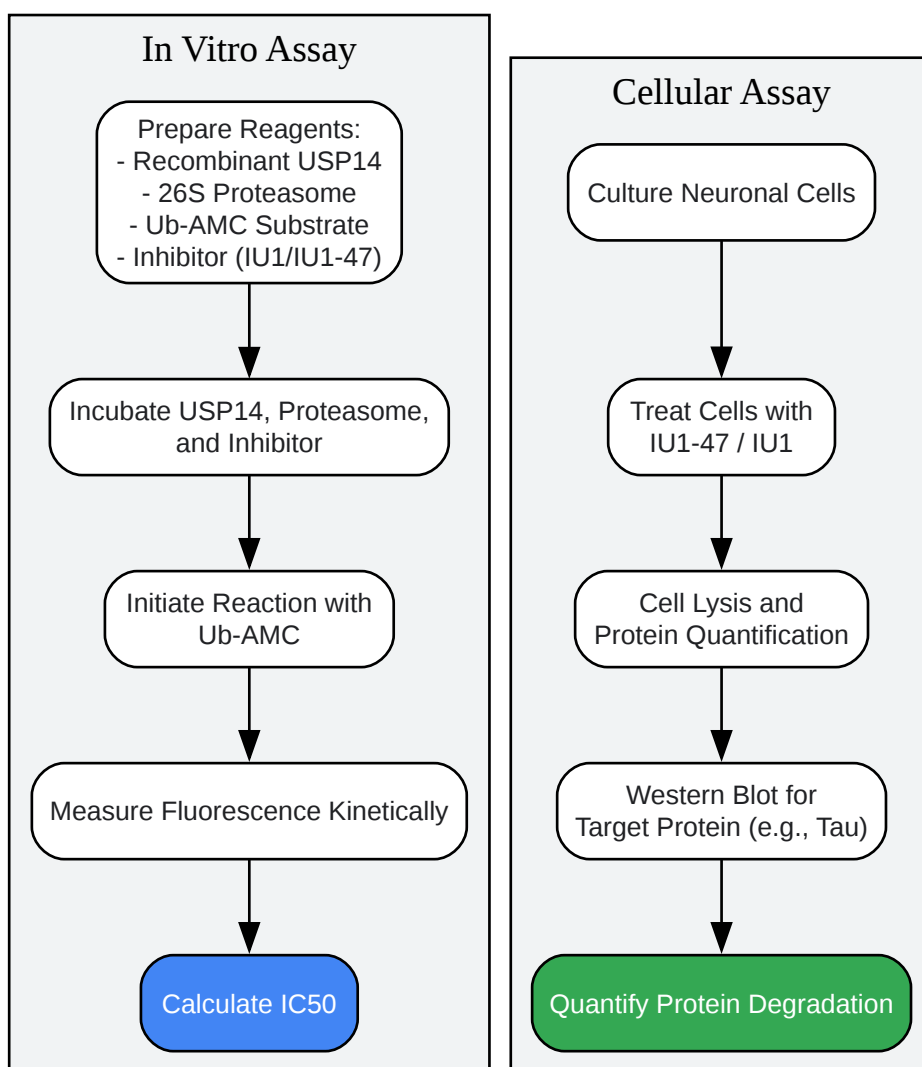 In Vitro Assay
Prepare Reagents:
- Recombinant USP14
- 26S Proteasome
- Ub-AMC Substrate
- Inhibitor (IU1/IU1-47)
Incubate USP14, Proteasome,
and Inhibitor
Initiate Reaction with
Ub-AMC
Measure Fluorescence Kinetically
Calculate IC50
Cellular Assay
Culture Neuronal Cells
Treat Cells with
IU1-47 / IU1
Cell Lysis and
Protein Quantification
Western Blot for
Target Protein (e.g., Tau)
Quantify Protein Degradation